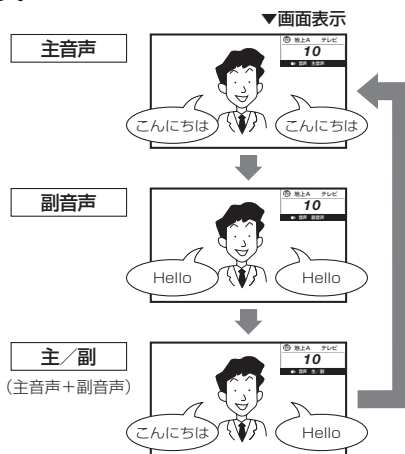 す。
▼画面表示
主音声
地上A テレビ
10
音声 主音声
こんにちは こんにちは
副音声
地上A テレビ
10
音声 副音声
Hello Hello
主／副
(主音声＋副音声)
地上A テレビ
10
音声 主／副
こんにちは Hello